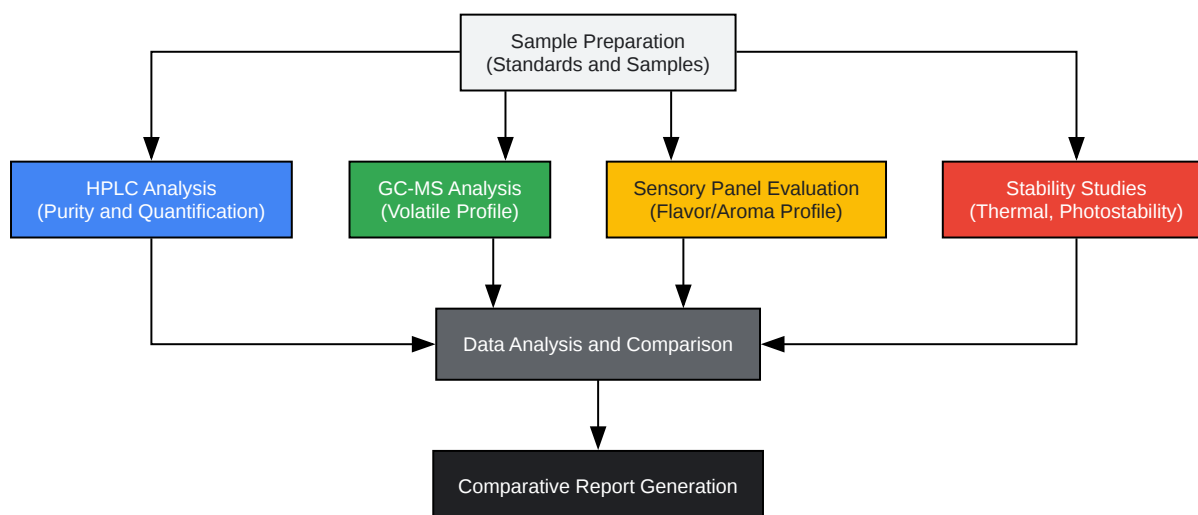 Sample Preparation
(Standards and Samples)
HPLC Analysis
(Purity and Quantification)
GC-MS Analysis
(Volatile Profile)
Sensory Panel Evaluation
(Flavor/Aroma Profile)
Stability Studies
(Thermal, Photostability)
Data Analysis and Comparison
Comparative Report Generation